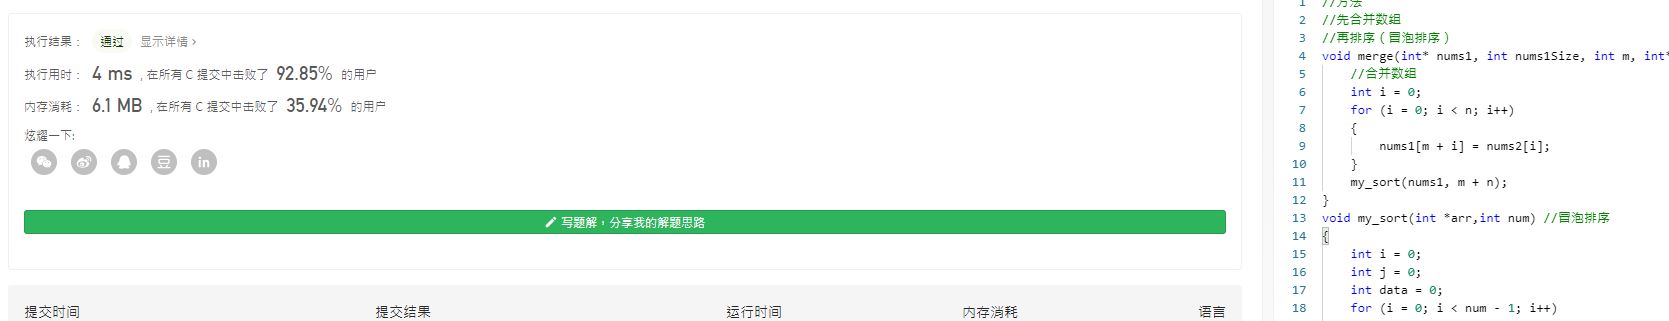 执行结果： 通过 显示详情 ›
执行用时： 4 ms , 在所有 C 提交中击败了 92.85% 的用户
内存消耗： 6.1 MB , 在所有 C 提交中击败了 35.94% 的用户
炫耀一下:
豆 in
写题解，分享我的解题思路
提交时间 提交结果 运行时间 内存消耗 语言
1 //方法
2 //先合并数组
3 //再排序（冒泡排序）
4 void merge(int* nums1, int nums1Size, int m, int*
5 //合并数组
6 int i = 0;
7 for (i = 0; i < n; i++)
8 {
9 nums1[m + i] = nums2[i];
10 }
11 my_sort(nums1, m + n);
12 }
13 void my_sort(int *arr,int num) //冒泡排序
14 {
15 int i = 0;
16 int j = 0;
17 int data = 0;
18 for (i = 0; i < num - 1; i++)